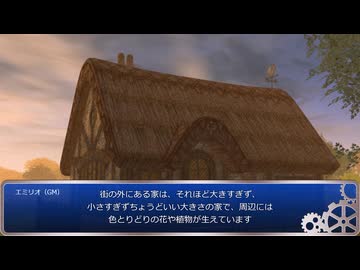 エミリオ（GM）
街の外にある家は、それほど大きすぎず、
小さすぎずちょうどいい大きさの家で、周辺には
色とりどりの花や植物が生えています